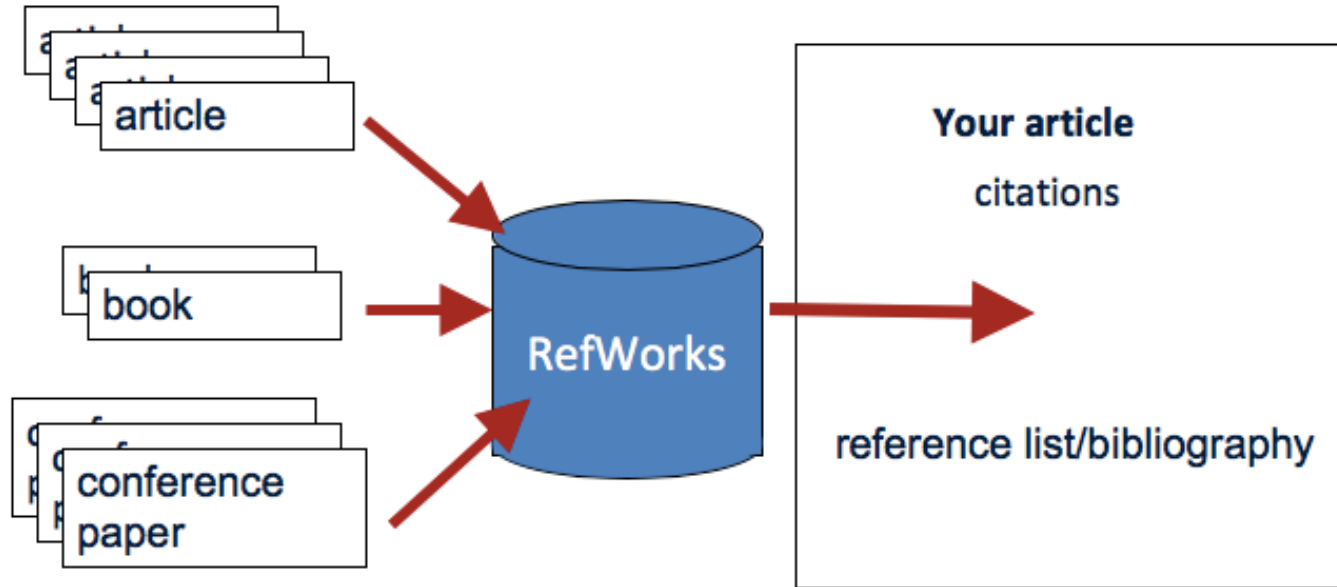 article
book
conference
paper
RefWorks
Your article
citations
reference list/bibliography